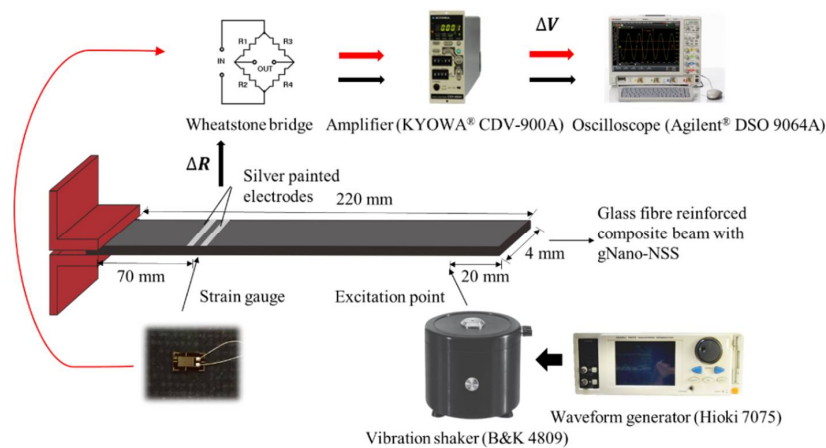 ΔV
R1
R3
IN
OUT
R2
R4
0.001
Wheatstone bridge
Amplifier (KYOWA® CDV-900A)
Oscilloscope (Agilent® DSO 9064A)
ΔR
Silver painted
electrodes
220 mm
Glass fibre reinforced
composite beam with
gNano-NSS
4 mm
70 mm
20 mm
Strain gauge
Excitation point
Waveform generator (Hioki 7075)
Vibration shaker (B&K 4809)